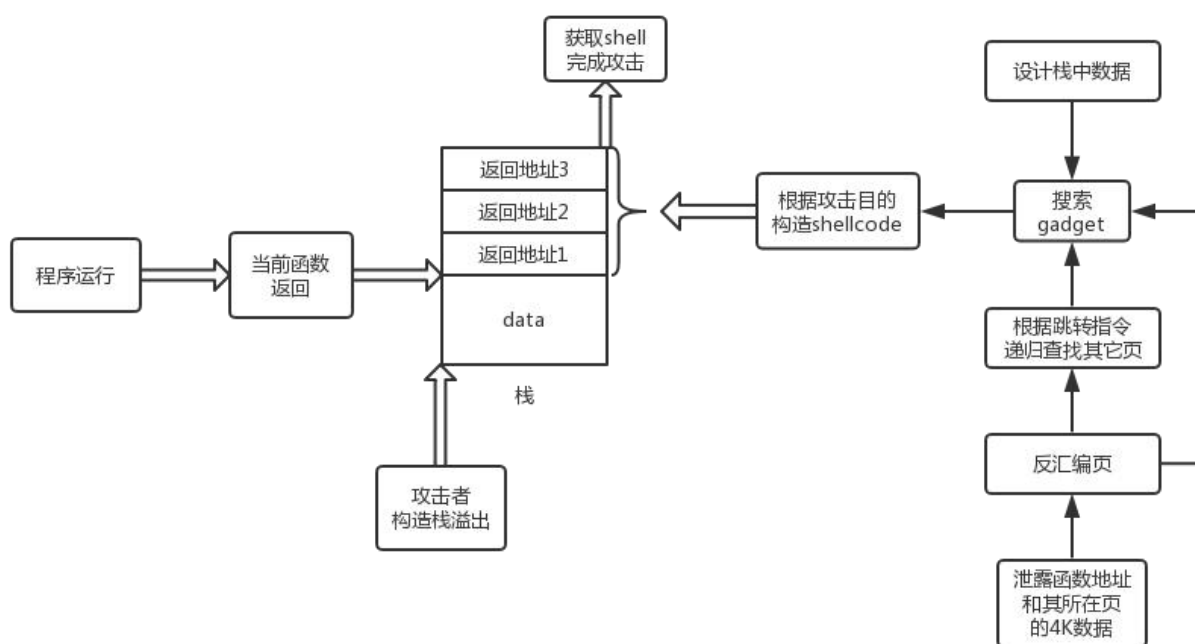 获取shell
完成攻击
设计栈中数据
返回地址3
返回地址2
返回地址1
data
栈
根据攻击目的
构造shellcode
搜索
gadget
程序运行
当前函数
返回
根据跳转指令
递归查找其它页
反汇编页
攻击者
构造栈溢出
泄露函数地址
和其所在页
的4K数据